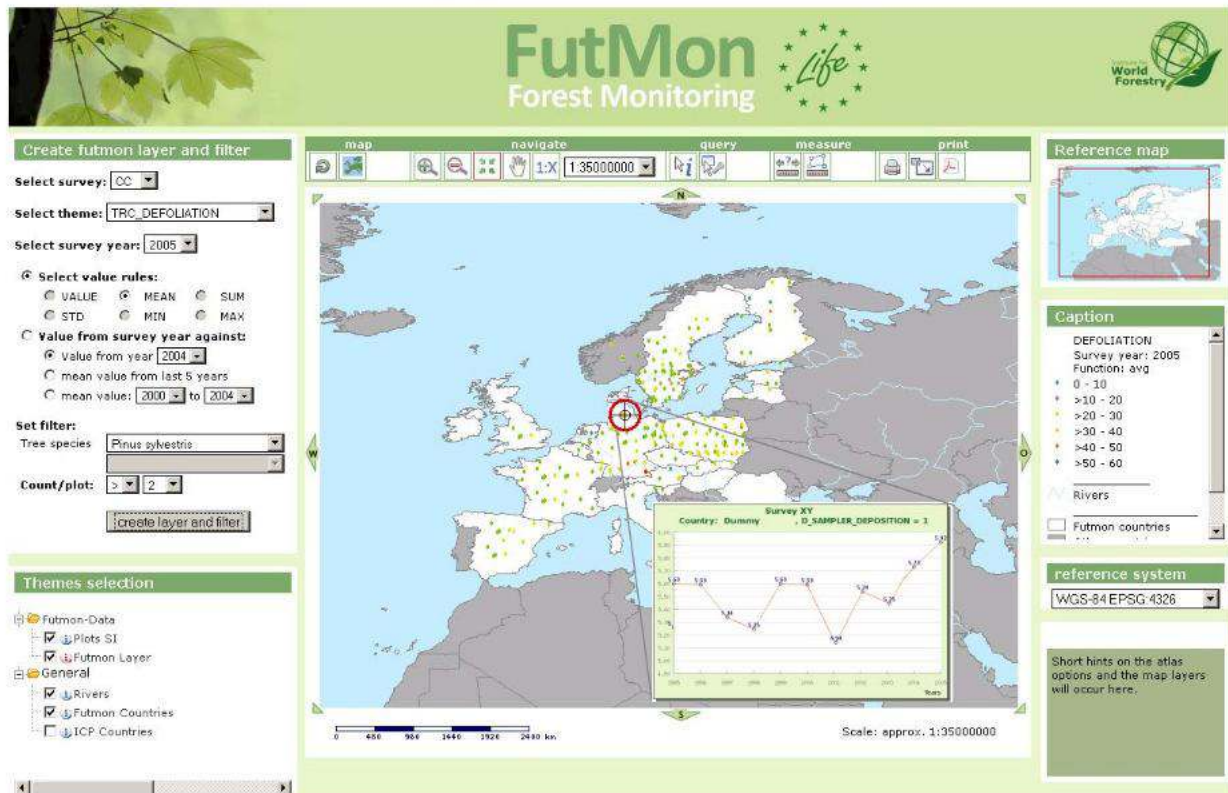 FutMon
Forest Monitoring
Life
World
Forestry
Create futmon layer and filter
Select survey: CC
Select theme: TRC_DEFOLIATION
Select survey year: 2005
Select value rules:
VALUE MEAN SUM
STD MIN MAX
Value from survey year against:
Value from year 2004
mean value from last 5 years
mean value: 2000 to 2004
Set filter:
Tree species Pinus sylvestris
Count/plot: > 2
create layer and filter
Themes selection
Futmon-Data
Plots SI
Futmon Layer
General
Rivers
Futmon Countries
ICP Countries
map navigate query measure print
1:X 1:35000000
N
W
O
S
Survey XY
Country: Dummy , D_SAMPLER_DEPOSITION = 1
Years
0 480 960 1440 1920 2400 km
Scale: approx. 1:35000000
Reference map
Caption
DEFOLIATION
Survey year: 2005
Function: avg
0 - 10
>10 - 20
>20 - 30
>30 - 40
>40 - 50
>50 - 60
Rivers
Futmon countries
reference system
WGS-84 EPSG:4326
Short hints on the atlas
options and the map layers
will occur here.